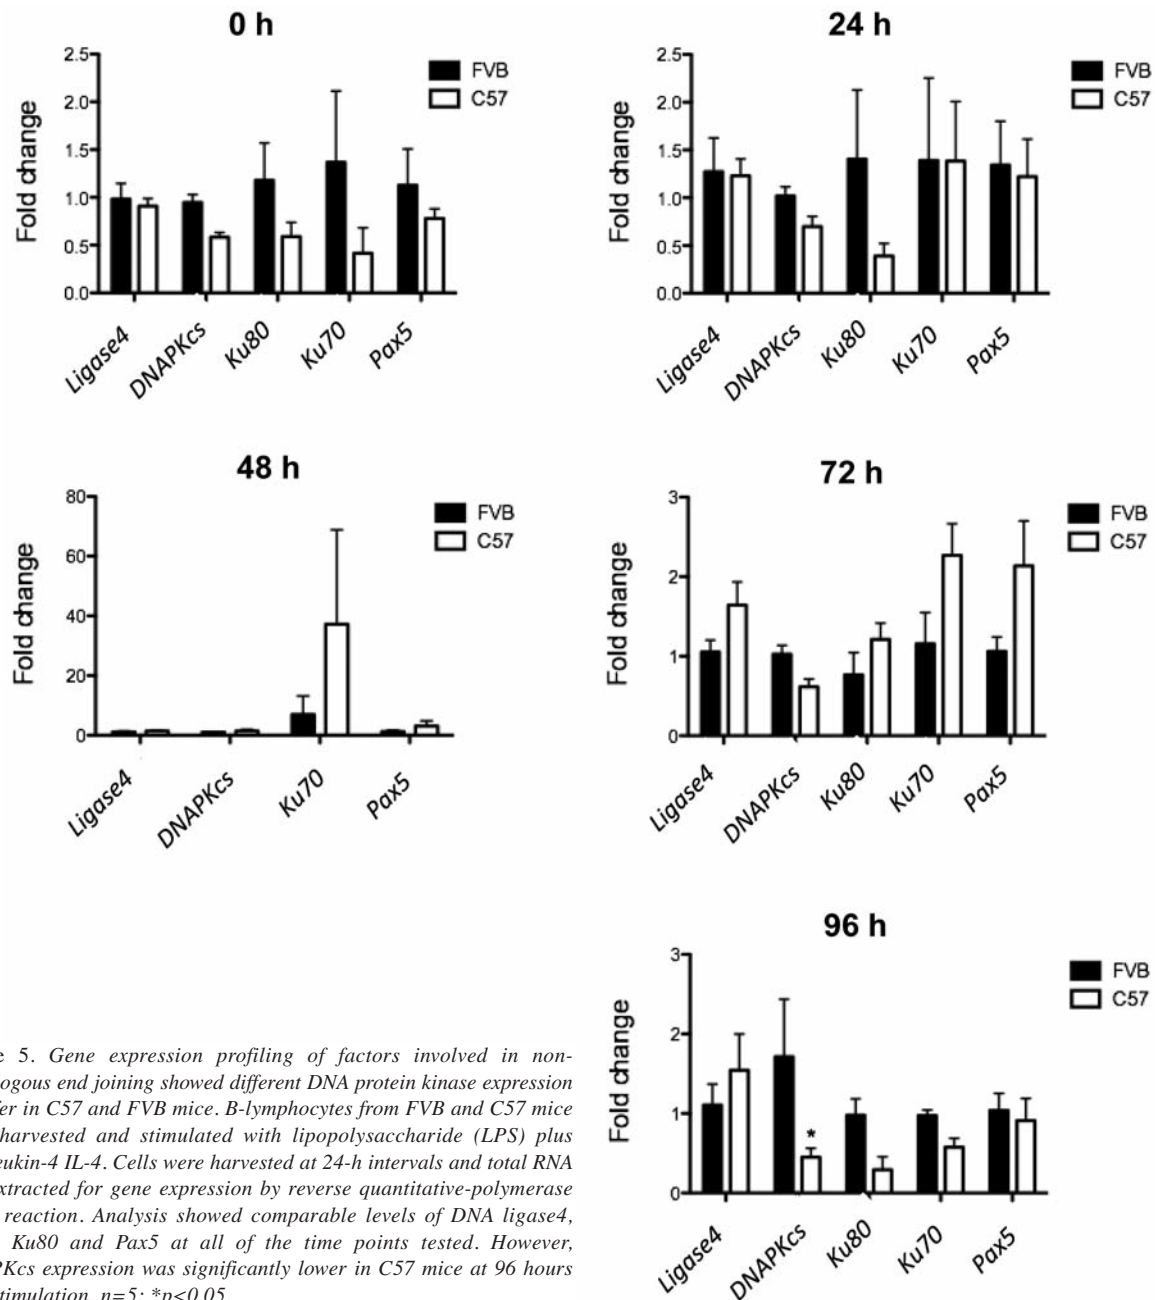 0 h
2.5
2.0
1.5
1.0
0.5
0.0
Fold change
FVB
C57
Ligase4
DNAPKcs
Ku80
Ku70
Pax5
24 h
2.5
2.0
1.5
1.0
0.5
0.0
Fold change
FVB
C57
Ligase4
DNAPKcs
Ku80
Ku70
Pax5
48 h
80
60
40
20
0
Fold change
FVB
C57
Ligase4
DNAPKcs
Ku70
Pax5
72 h
3
2
1
0
Fold change
FVB
C57
Ligase4
DNAPKcs
Ku80
Ku70
Pax5
96 h
3
2
1
0
Fold change
FVB
C57
*
Ligase4
DNAPKcs
Ku80
Ku70
Pax5
5. Gene expression profiling of factors involved in non-
end joining showed different DNA protein kinase expression
in C57 and FVB mice. B-lymphocytes from FVB and C57 mice
harvested and stimulated with lipopolysaccharide (LPS) plus
IL-4. Cells were harvested at 24-h intervals and total RNA
for gene expression by reverse quantitative-polymerase
reaction. Analysis showed comparable levels of DNA ligase4,
Ku80 and Pax5 at all of the time points tested. However,
expression was significantly lower in C57 mice at 96 hours
n=5; *p<0.05